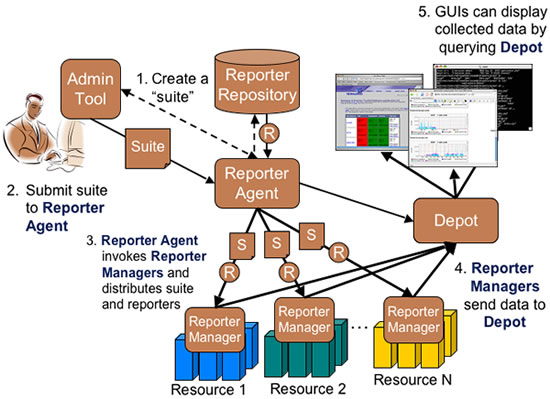 5. GUIs can display
collected data by
querying Depot
Admin
Tool
1. Create a
"suite"
Reporter
Repository
R
Suite
Reporter
Agent
2. Submit suite
to Reporter
Agent
Depot
3. Reporter Agent
invokes Reporter
Managers and
distributes suite
and reporters
S
S
S
R
R
R
4. Reporter
Managers
send data to
Depot
Reporter
Manager
Reporter
Manager
...
Reporter
Manager
Resource 1
Resource 2
Resource N